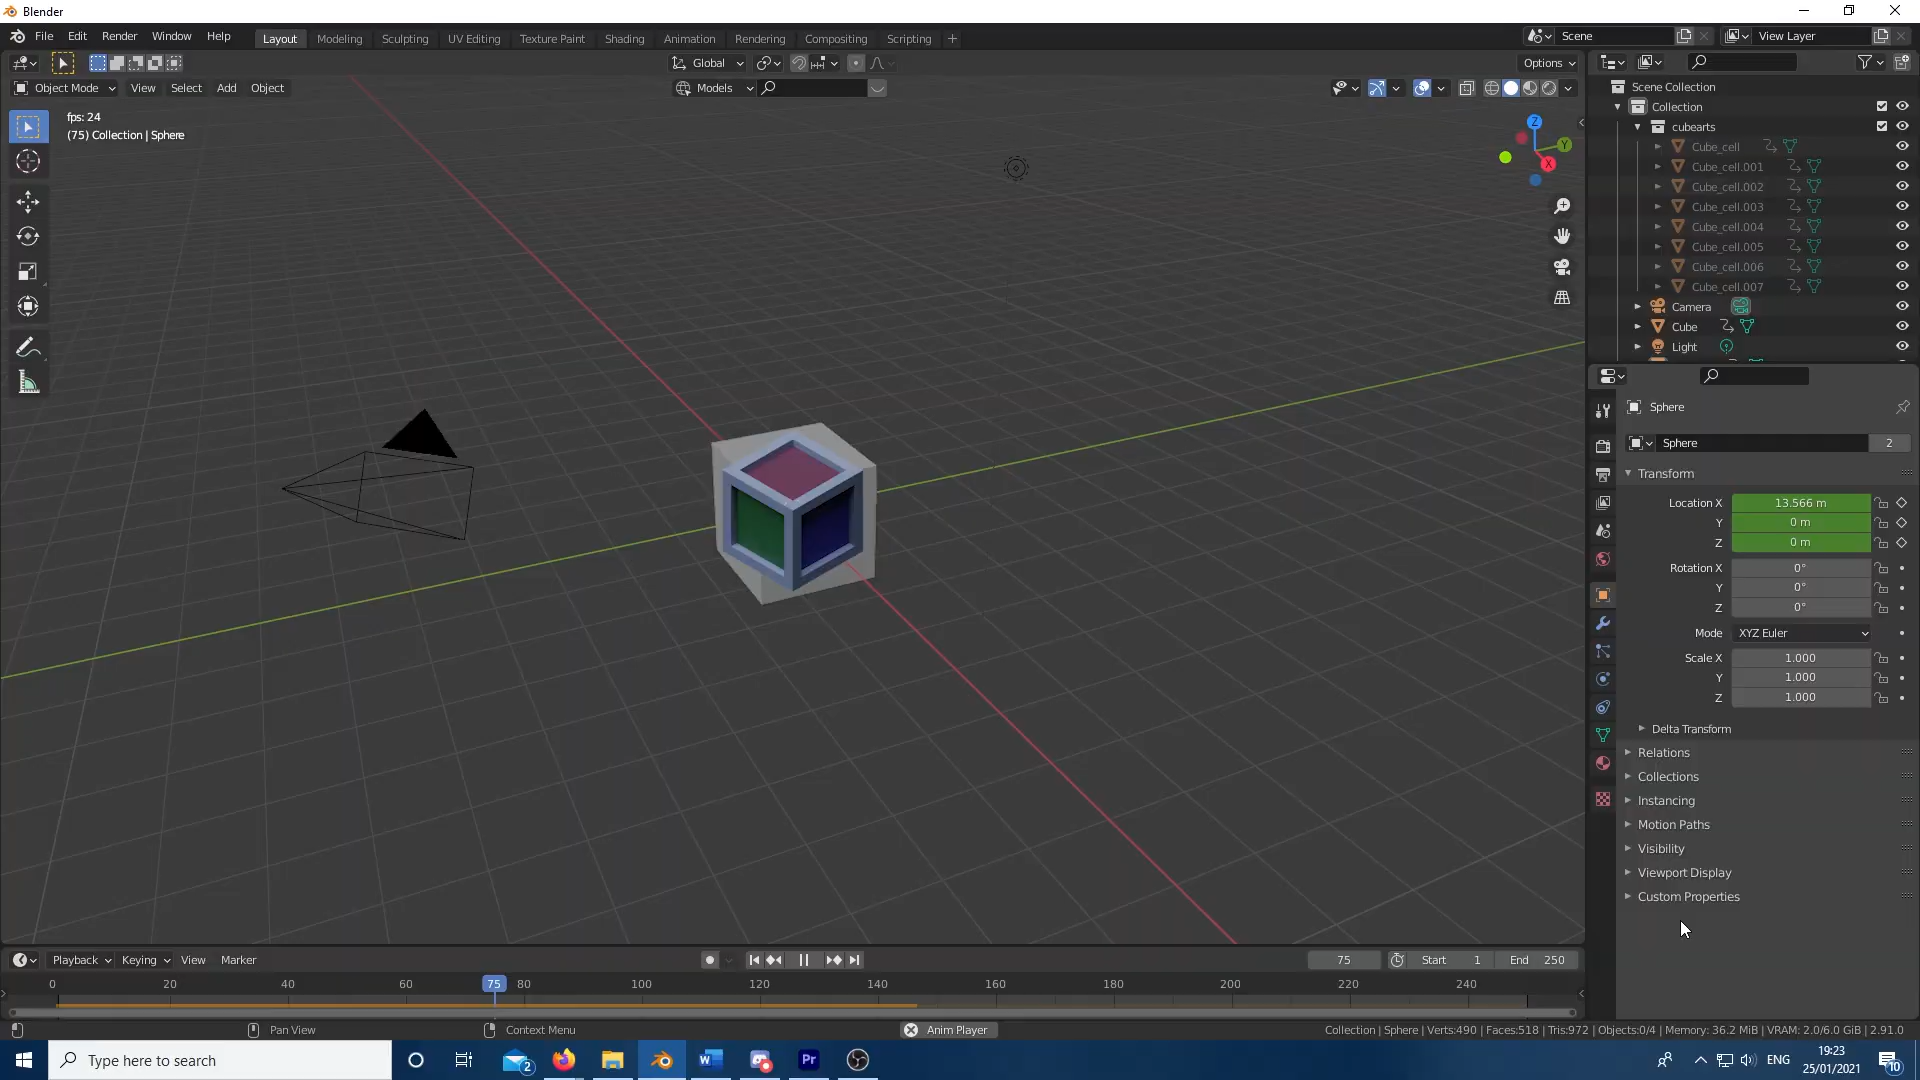 Blender
File Edit Render Window Help
Layout Modeling Sculpting UV Editing Texture Paint Shading Animation Rendering Compositing Scripting +
Scene View Layer
Global Options
Object Mode View Select Add Object
Models
fps: 24
(75) Collection | Sphere
Z
Y
X
Scene Collection
Collection
cubearts
Cube_cell
Cube_cell.001
Cube_cell.002
Cube_cell.003
Cube_cell.004
Cube_cell.005
Cube_cell.006
Cube_cell.007
Camera
Cube
Light
Sphere
Sphere 2
Transform
Location X 13.566 m
Y 0 m
Z 0 m
Rotation X 0°
Y 0°
Z 0°
Mode XYZ Euler
Scale X 1.000
Y 1.000
Z 1.000
Delta Transform
Relations
Collections
Instancing
Motion Paths
Visibility
Viewport Display
Custom Properties
Playback Keying View Marker 75 Start 1 End 250
0 20 40 60 75 80 100 120 140 160 180 200 220 240
Pan View Context Menu Anim Player Collection | Sphere | Verts:490 | Faces:518 | Tris:972 | Objects:0/4 | Memory: 36.2 MiB | VRAM: 2.0/6.0 GiB | 2.91.0
Type here to search 2 W Pr ENG 19:23
25/01/2021 10